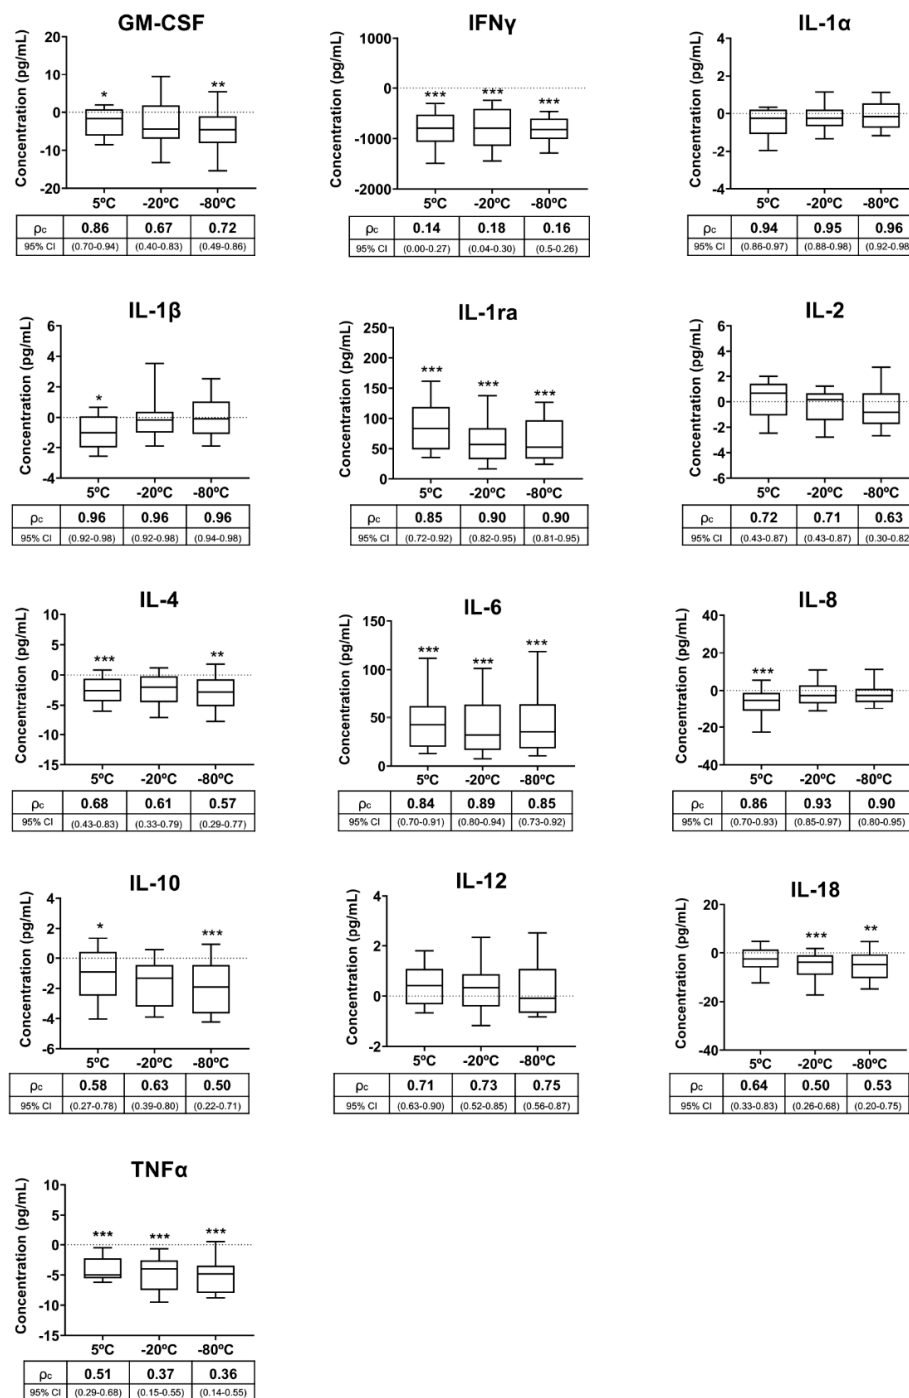 GM-CSF
Concentration (pg/mL)
20
10
0
-10
-20
*
**
5ºC -20ºC -80ºC
ρc 0.86 0.67 0.72
95% CI (0.70-0.94) (0.40-0.83) (0.49-0.86)
IFNγ
Concentration (pg/mL)
1000
0
-1000
-2000
*** *** ***
5ºC -20ºC -80ºC
ρc 0.14 0.18 0.16
95% CI (0.00-0.27) (0.04-0.30) (0.5-0.26)
IL-1α
Concentration (pg/mL)
4
2
0
-2
-4
5ºC -20ºC -80ºC
ρc 0.94 0.95 0.96
95% CI (0.86-0.97) (0.88-0.98) (0.92-0.98
IL-1β
Concentration (pg/mL)
6
4
2
0
-2
-4
*
5ºC -20ºC -80ºC
ρc 0.96 0.96 0.96
95% CI (0.92-0.98) (0.92-0.98) (0.94-0.98)
IL-1ra
Concentration (pg/mL)
250
200
150
100
50
0
*** *** ***
5ºC -20ºC -80ºC
ρc 0.85 0.90 0.90
95% CI (0.72-0.92) (0.82-0.95) (0.81-0.95)
IL-2
Concentration (pg/mL)
6
4
2
0
-2
-4
-6
5ºC -20ºC -80ºC
ρc 0.72 0.71 0.63
95% CI (0.43-0.87) (0.43-0.87) (0.30-0.82
IL-4
Concentration (pg/mL)
10
5
0
-5
-10
-15
*** **
5ºC -20ºC -80ºC
ρc 0.68 0.61 0.57
95% CI (0.43-0.83) (0.33-0.79) (0.29-0.77)
IL-6
Concentration (pg/mL)
150
100
50
0
*** *** ***
5ºC -20ºC -80ºC
ρc 0.84 0.89 0.85
95% CI (0.70-0.91) (0.80-0.94) (0.73-0.92)
IL-8
Concentration (pg/mL)
40
20
0
-20
-40
***
5ºC -20ºC -80ºC
ρc 0.86 0.93 0.90
95% CI (0.70-0.93) (0.85-0.97) (0.80-0.95)
IL-10
Concentration (pg/mL)
4
2
0
-2
-4
-6
* ***
5ºC -20ºC -80ºC
ρc 0.58 0.63 0.50
95% CI (0.27-0.78) (0.39-0.80) (0.22-0.71)
IL-12
Concentration (pg/mL)
4
2
0
-2
5ºC -20ºC -80ºC
ρc 0.71 0.73 0.75
95% CI (0.63-0.90) (0.52-0.85) (0.56-0.87)
IL-18
Concentration (pg/mL)
20
0
-20
-40
*** **
5ºC -20ºC -80ºC
ρc 0.64 0.50 0.53
95% CI (0.33-0.83) (0.26-0.68) (0.20-0.75)
TNFα
Concentration (pg/mL)
10
5
0
-5
-10
-15
*** *** ***
5ºC -20ºC -80ºC
ρc 0.51 0.37 0.36
95% CI (0.29-0.68) (0.15-0.55) (0.14-0.55)